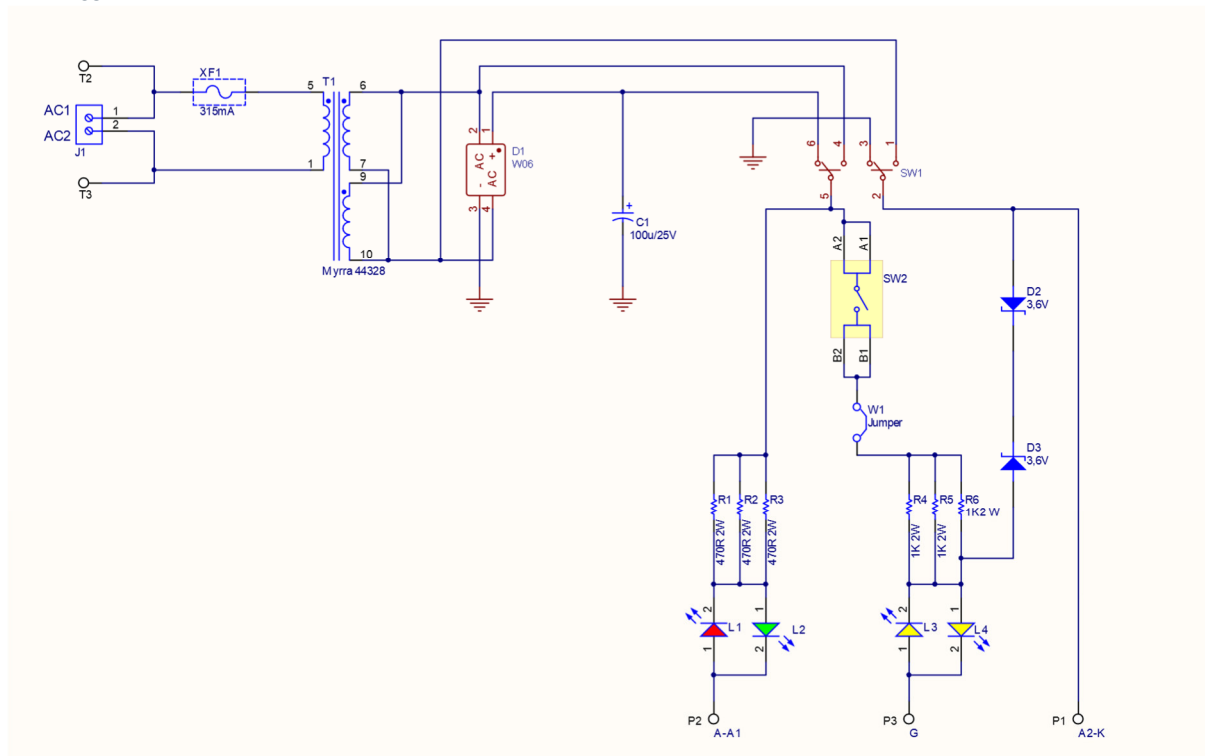 T2
XF1
315mA
AC1
AC2
1
2
J1
T3
5
1
T1
6
7
9
10
Myrra 44328
2
1
AC
+
-
AC
D1
W06
3
4
+
C1
100u/25V
6
4
3
1
SW1
5
2
A2
A1
SW2
B2
B1
D2
3,6V
W1
Jumper
D3
3,6V
R1
R2
R3
470R 2W
470R 2W
470R 2W
R4
R5
R6
1K 2W
1K 2W
1K2 W
2
L1
1
1
L2
2
2
L3
1
1
L4
2
P2
A-A1
P3
G
P1
A2-K